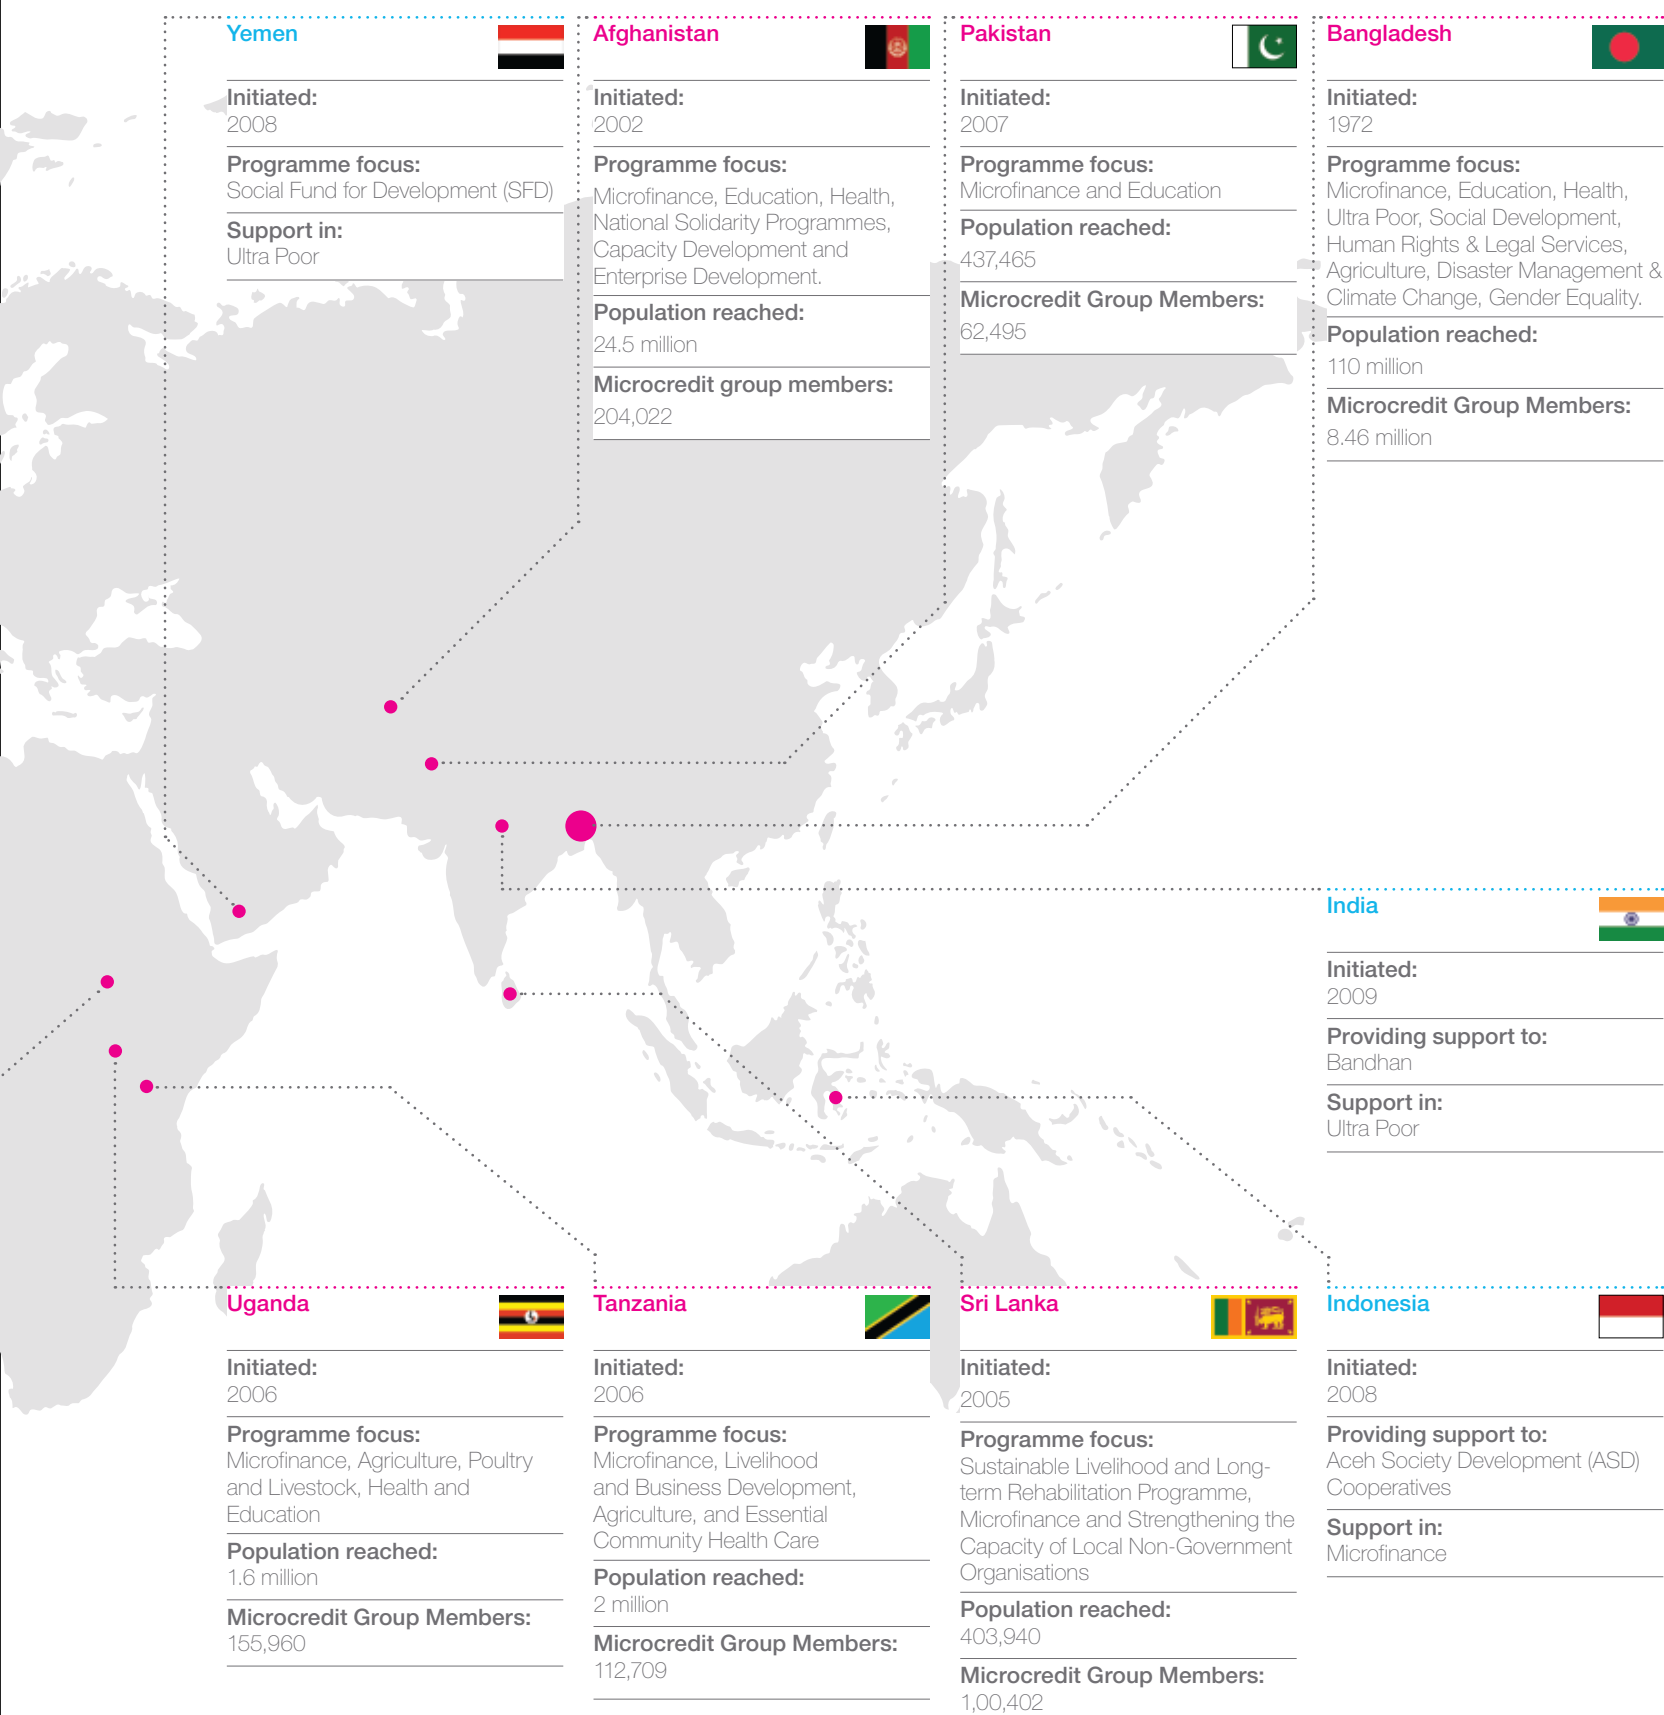 Yemen
Initiated:
2008
Programme focus:
Social Fund for Development (SFD)
Support in:
Ultra Poor
Afghanistan
Initiated:
2002
Programme focus:
Microfinance, Education, Health,
National Solidarity Programmes,
Capacity Development and
Enterprise Development.
Population reached:
24.5 million
Microcredit group members:
204,022
Pakistan
Initiated:
2007
Programme focus:
Microfinance and Education
Population reached:
437,465
Microcredit Group Members:
62,495
Bangladesh
Initiated:
1972
Programme focus:
Microfinance, Education, Health,
Ultra Poor, Social Development,
Human Rights & Legal Services,
Agriculture, Disaster Management &
Climate Change, Gender Equality.
Population reached:
110 million
Microcredit Group Members:
8.46 million
India
Initiated:
2009
Providing support to:
Bandhan
Support in:
Ultra Poor
Uganda
Initiated:
2006
Programme focus:
Microfinance, Agriculture, Poultry
and Livestock, Health and
Education
Population reached:
1.6 million
Microcredit Group Members:
155,960
Tanzania
Initiated:
2006
Programme focus:
Microfinance, Livelihood
and Business Development,
Agriculture, and Essential
Community Health Care
Population reached:
2 million
Microcredit Group Members:
112,709
Sri Lanka
Initiated:
2005
Programme focus:
Sustainable Livelihood and Long-
term Rehabilitation Programme,
Microfinance and Strengthening the
Capacity of Local Non-Government
Organisations
Population reached:
403,940
Microcredit Group Members:
1,00,402
Indonesia
Initiated:
2008
Providing support to:
Aceh Society Development (ASD)
Cooperatives
Support in:
Microfinance